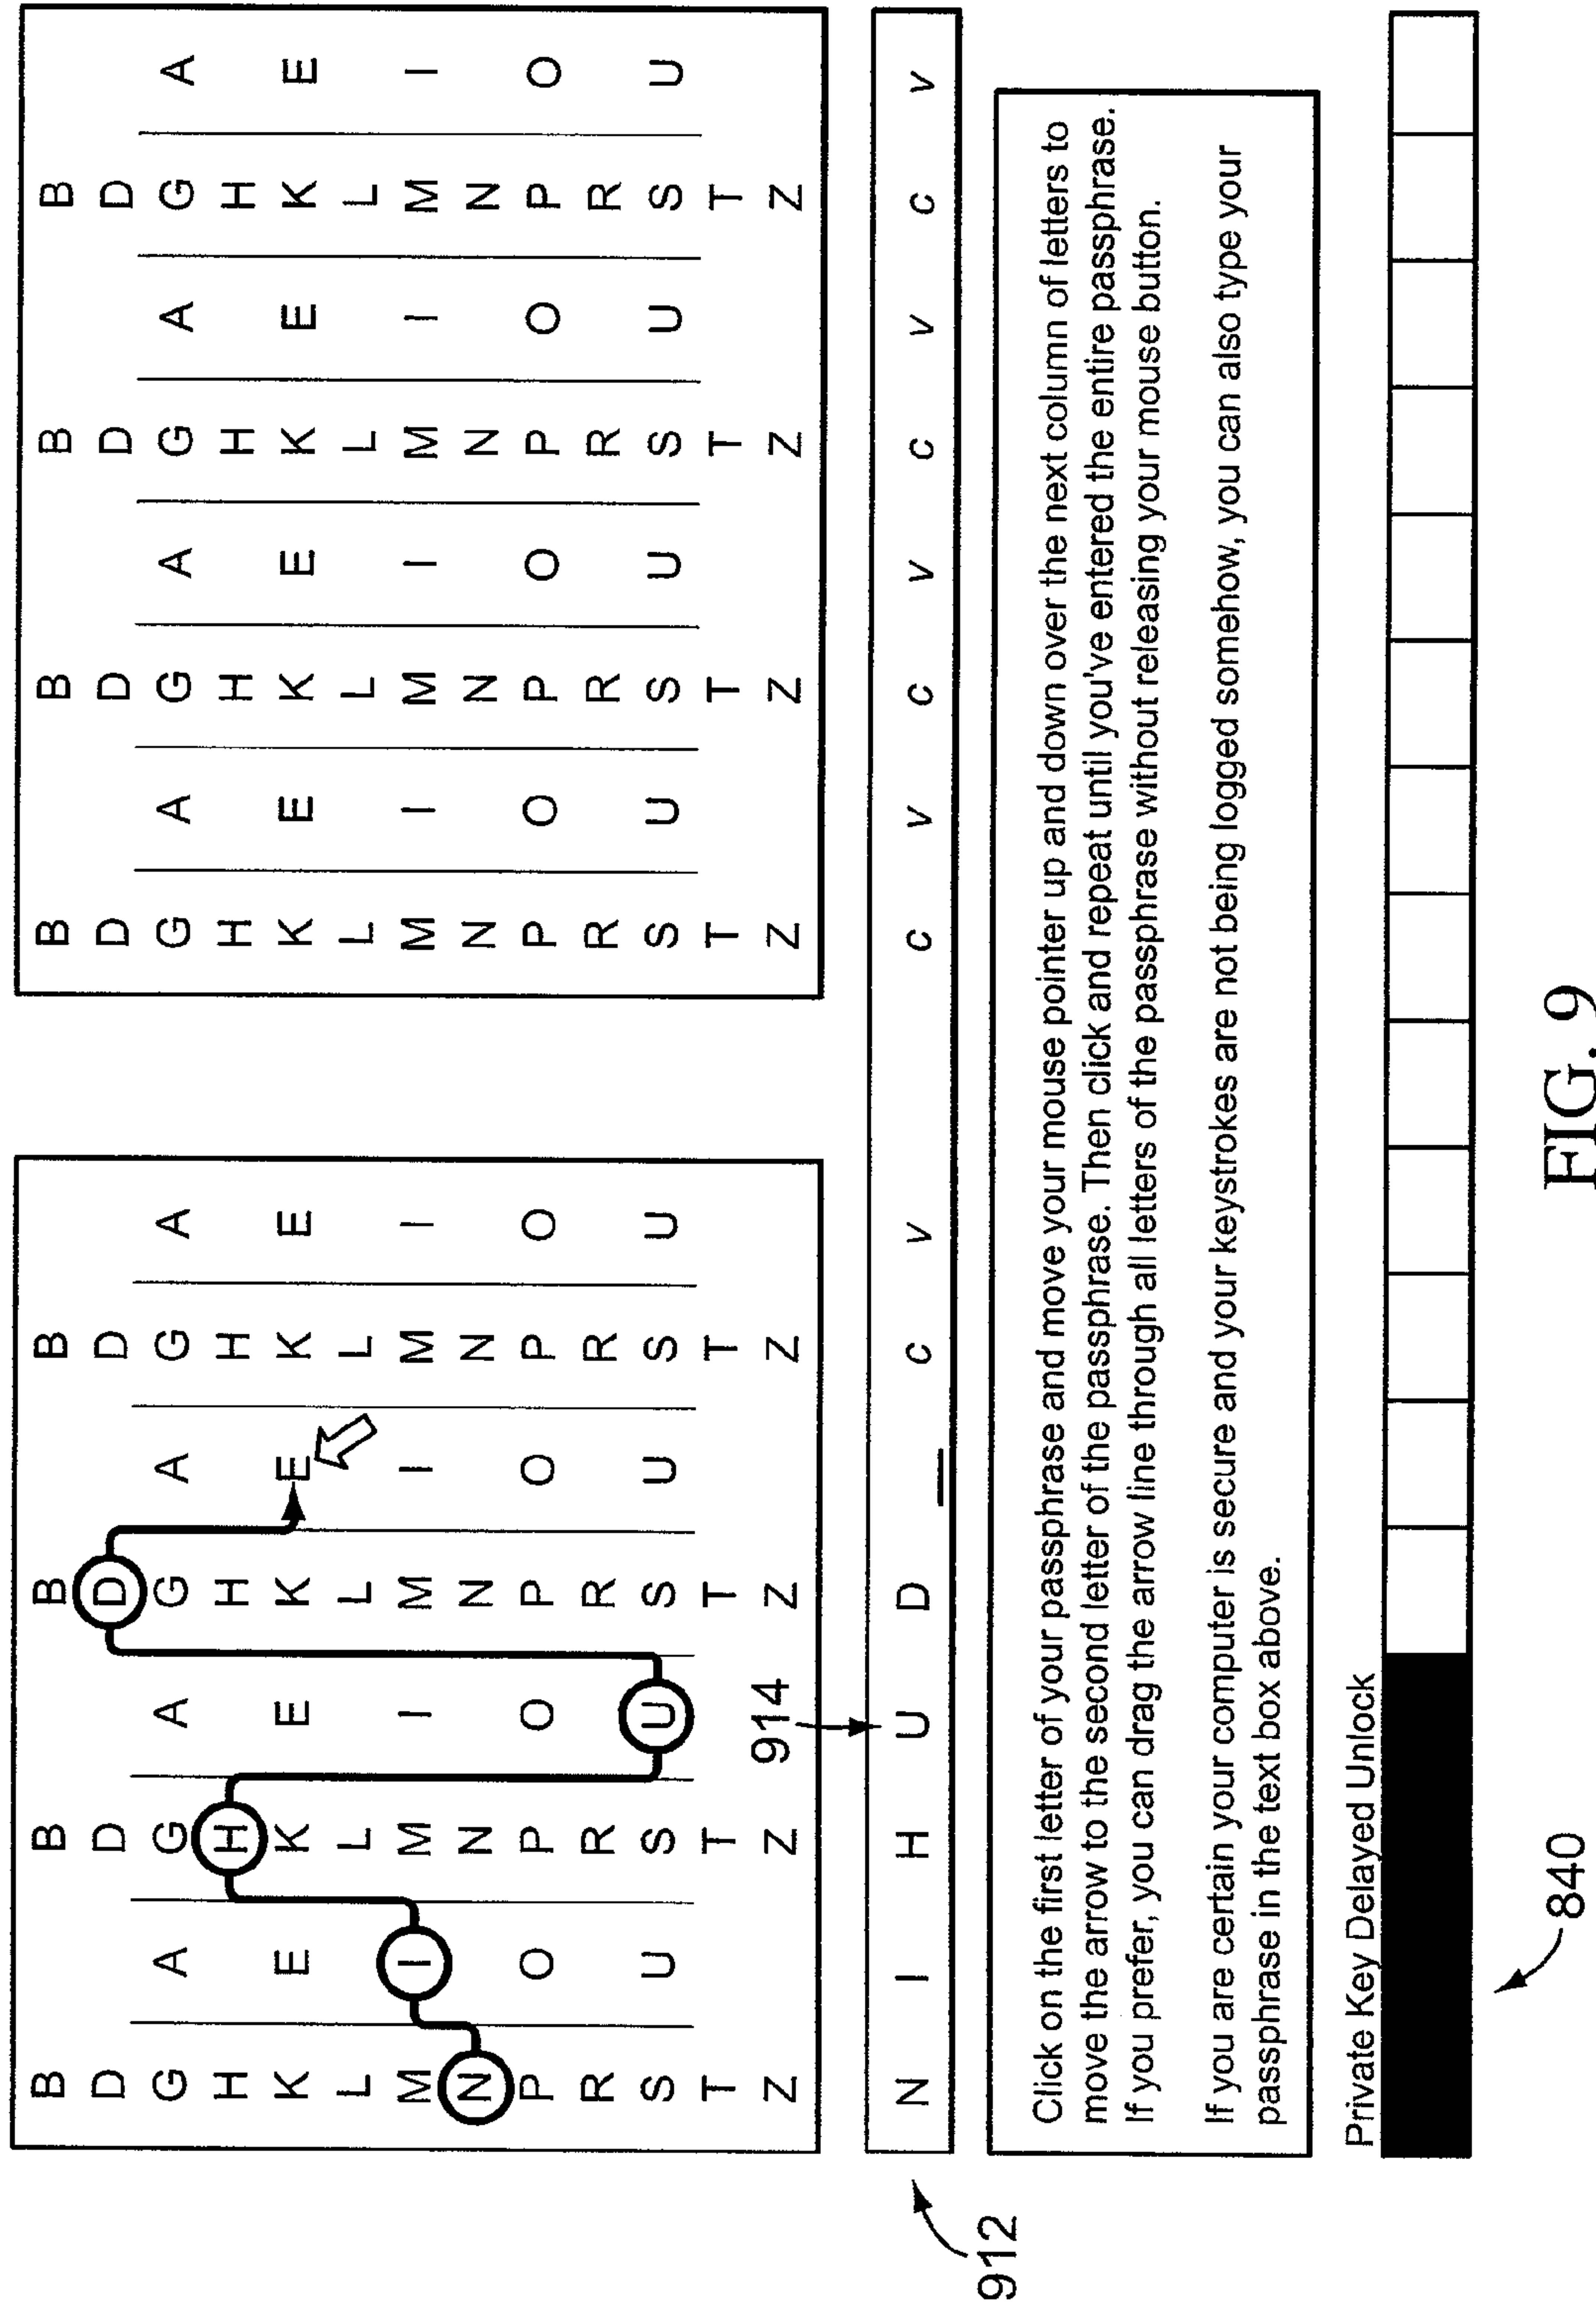 B B B B B B B B
D D D D D D D D
G A G A G A G A G A G A G A G A
H H H H H H H H
K E K E K E K E K E K E K E K E
L L L L L L L L
M I M I M I M I M I M I M I M I
N N N N N N N N
P O P O P O P O P O P O P O P O
R R R R R R R R
S U S U S U S U S U S U S U S U
T T T T T T T T
Z Z Z Z Z Z Z Z
914
912
N I H U D _ c v c v c v c v c v
Click on the first letter of your passphrase and move your mouse pointer up and down over the next column of letters to
move the arrow to the second letter of the passphrase. Then click and repeat until you've entered the entire passphrase.
If you prefer, you can drag the arrow line through all letters of the passphrase without releasing your mouse button.
If you are certain your computer is secure and your keystrokes are not being logged somehow, you can also type your
passphrase in the text box above.
Private Key Delayed Unlock
840
FIG. 9